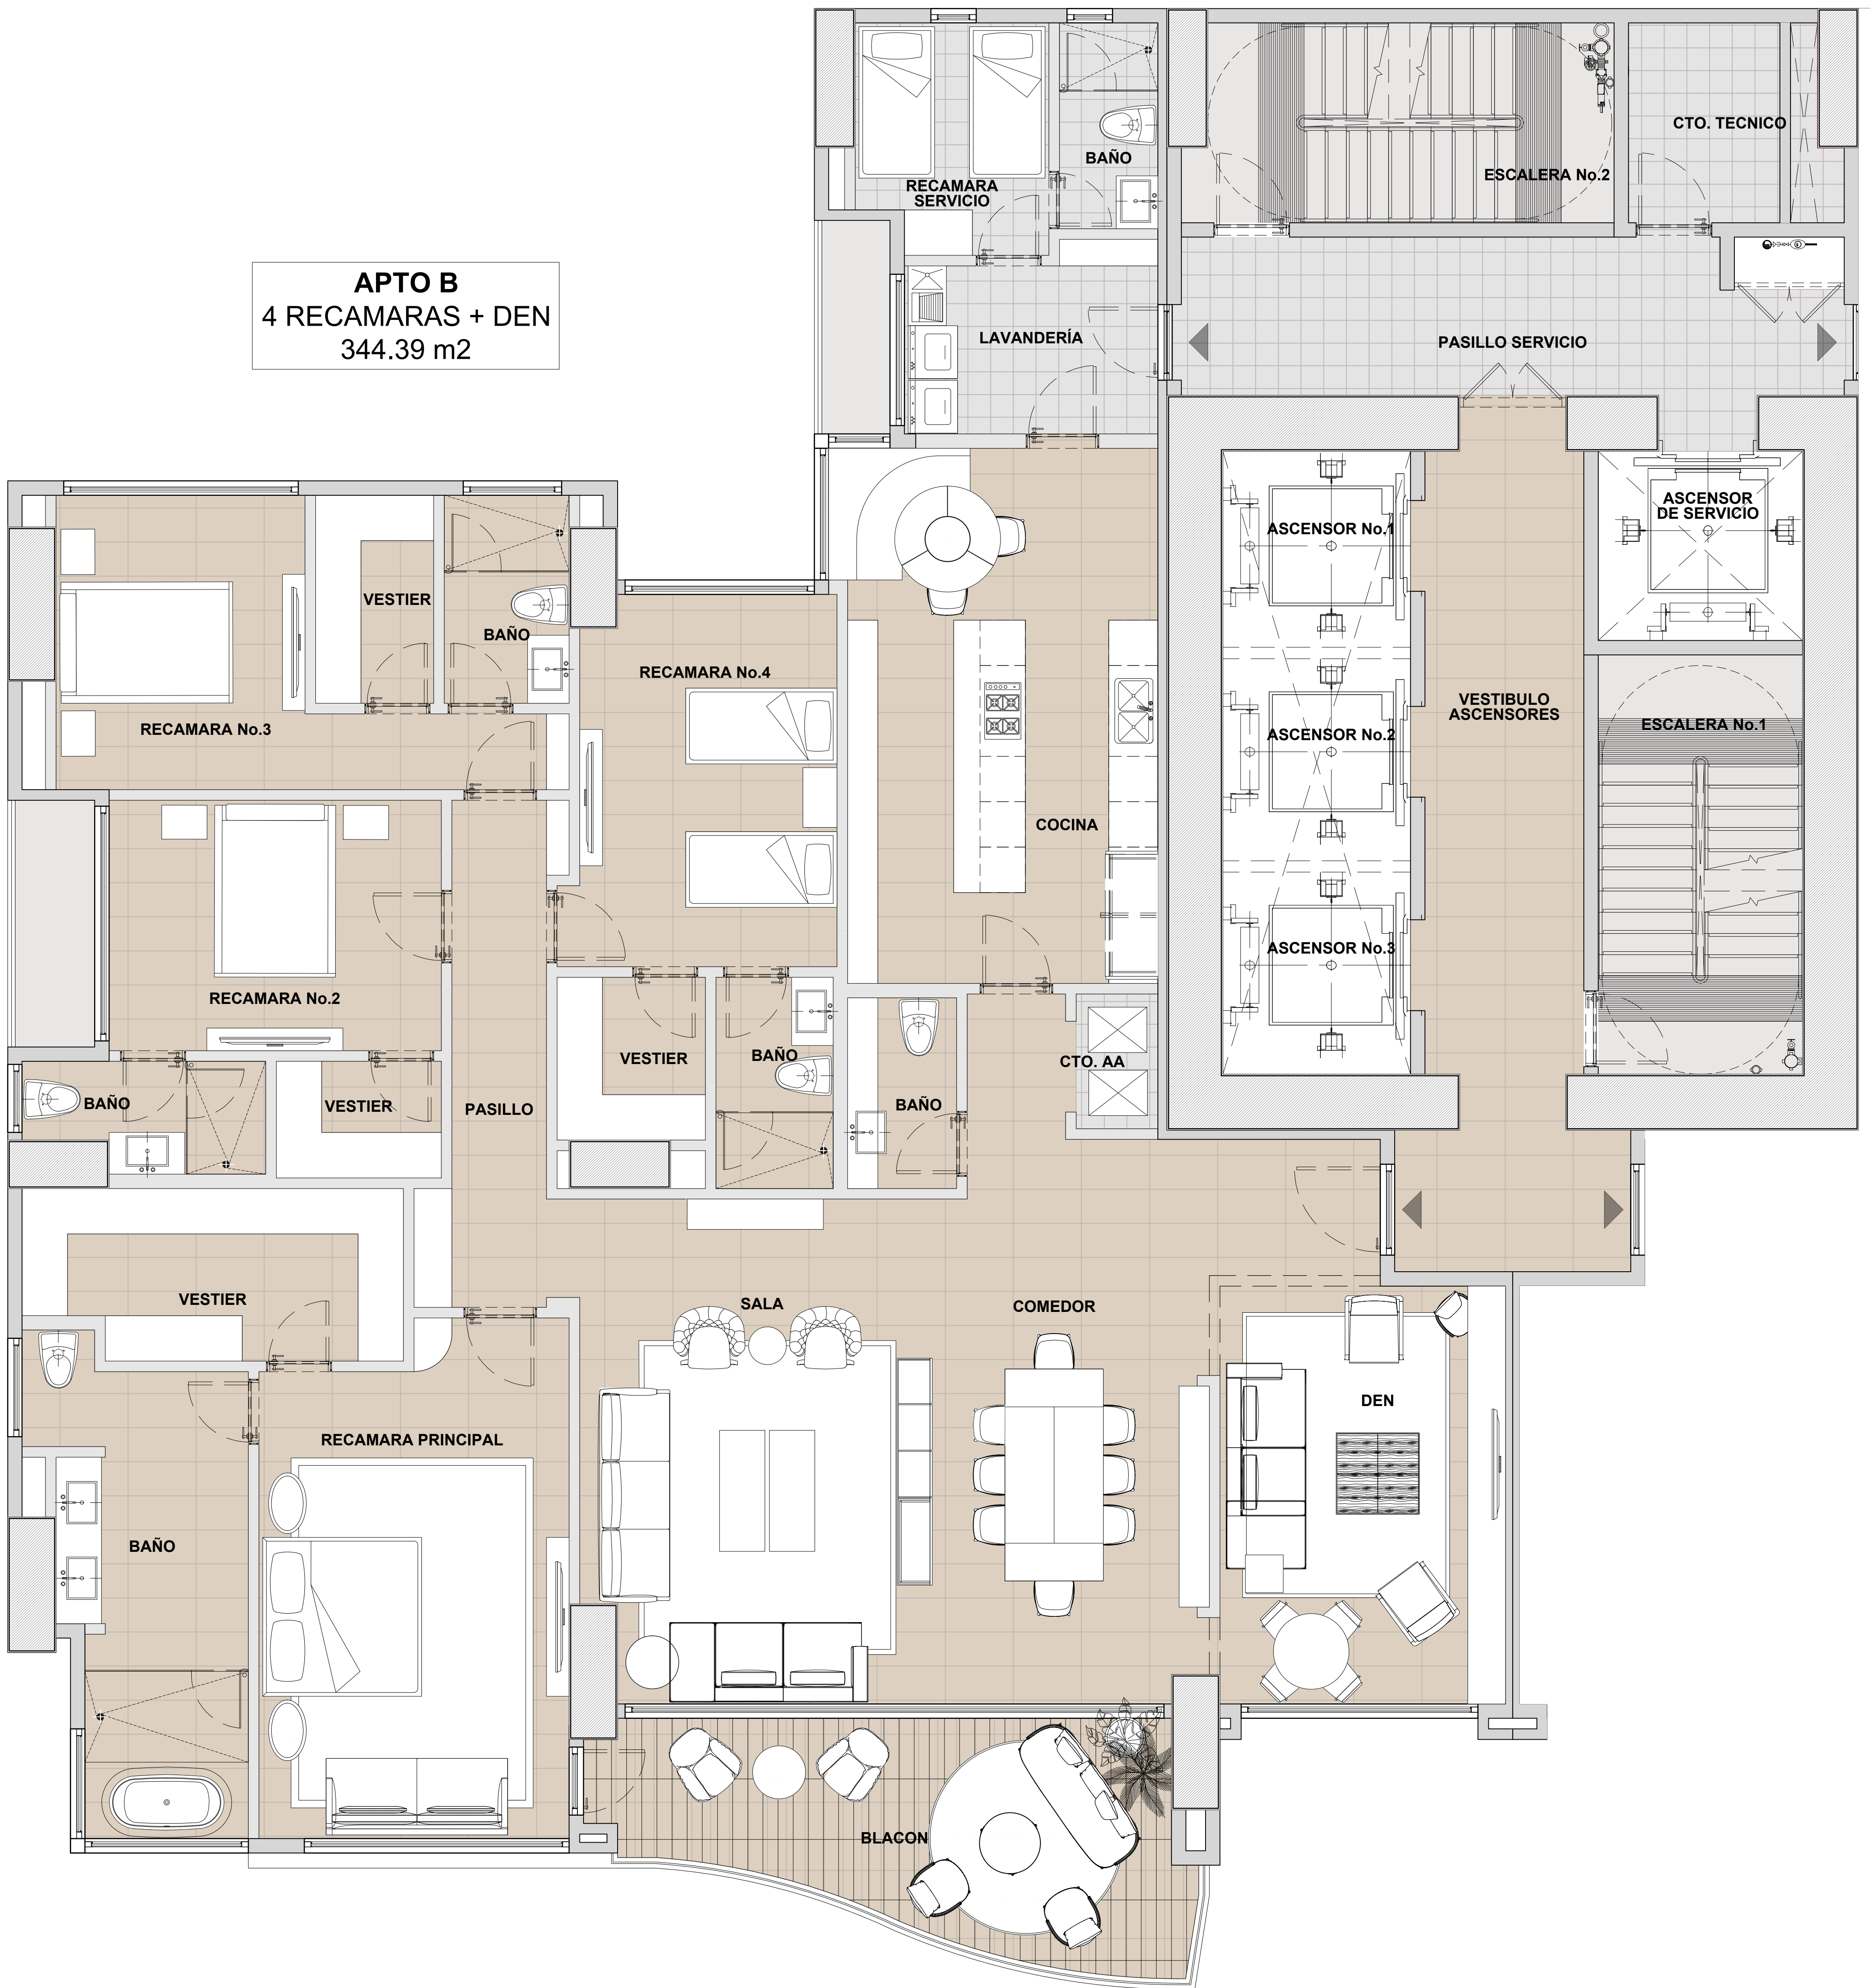 APTO B
4 RECAMARAS + DEN
344.39 m2
RECAMARA
SERVICIO
BAÑO
ESCALERA No.2
CTO. TECNICO
LAVANDERÍA
PASILLO SERVICIO
ASCENSOR No.1
ASCENSOR
DE SERVICIO
VESTIER
BAÑO
RECAMARA No.3
RECAMARA No.4
VESTIBULO
ASCENSORES
ESCALERA No.1
ASCENSOR No.2
COCINA
ASCENSOR No.3
RECAMARA No.2
VESTIER
BAÑO
CTO. AA
BAÑO
VESTIER
PASILLO
BAÑO
VESTIER
SALA
COMEDOR
DEN
RECAMARA PRINCIPAL
BAÑO
BLACON